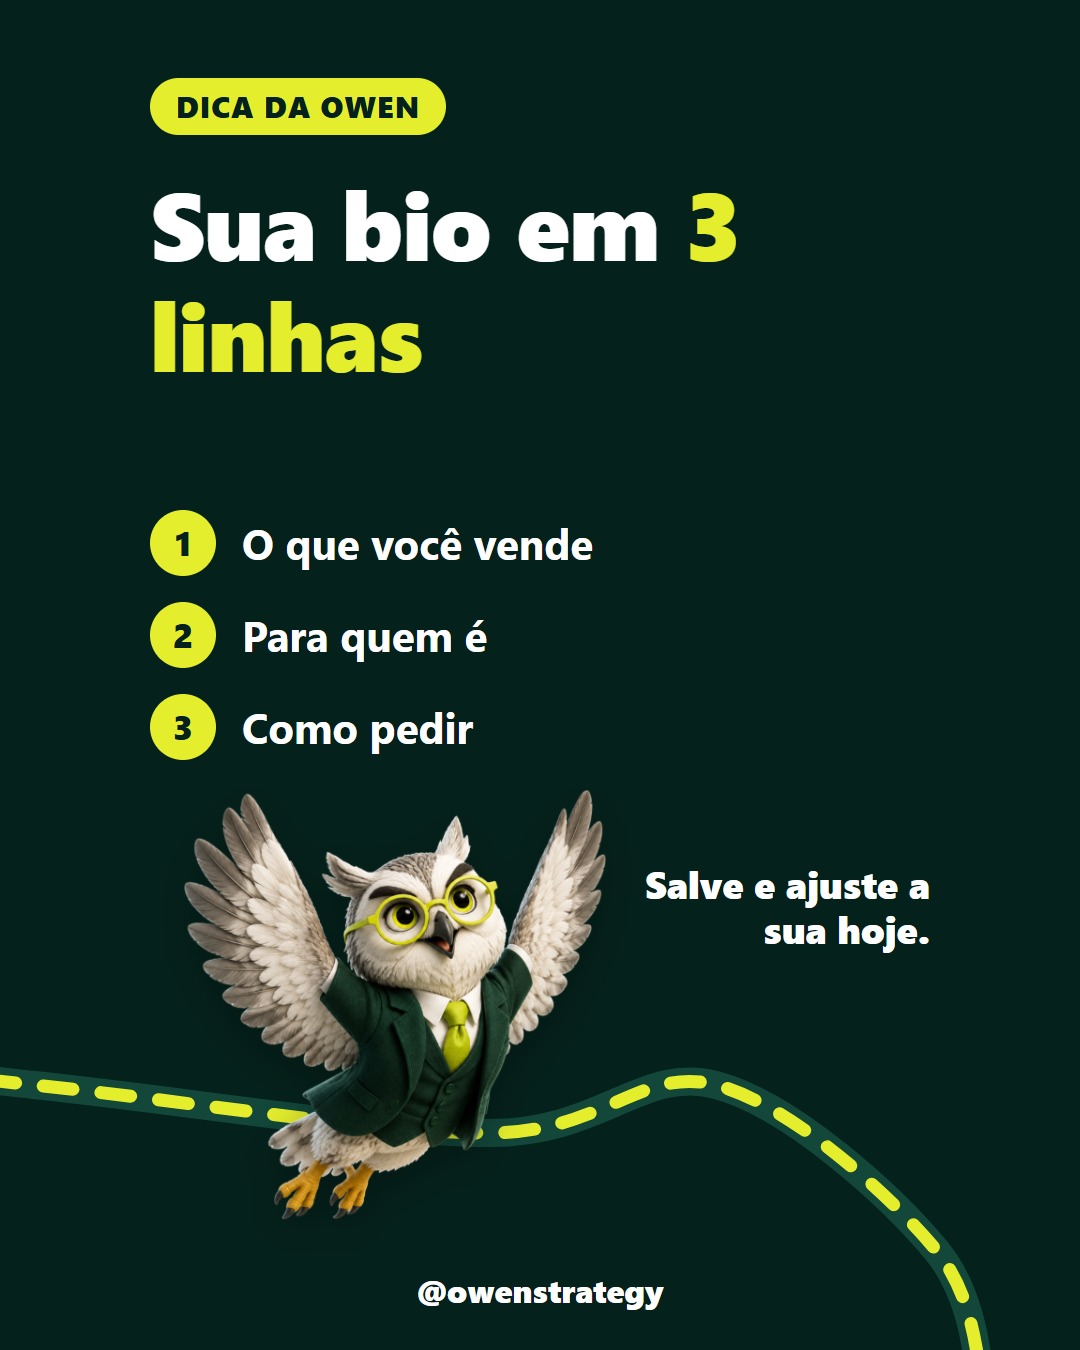 DICA DA OWEN
Sua bio em 3
linhas
1 O que você vende
2 Para quem é
3 Como pedir
Salve e ajuste a
sua hoje.
@owenstrategy